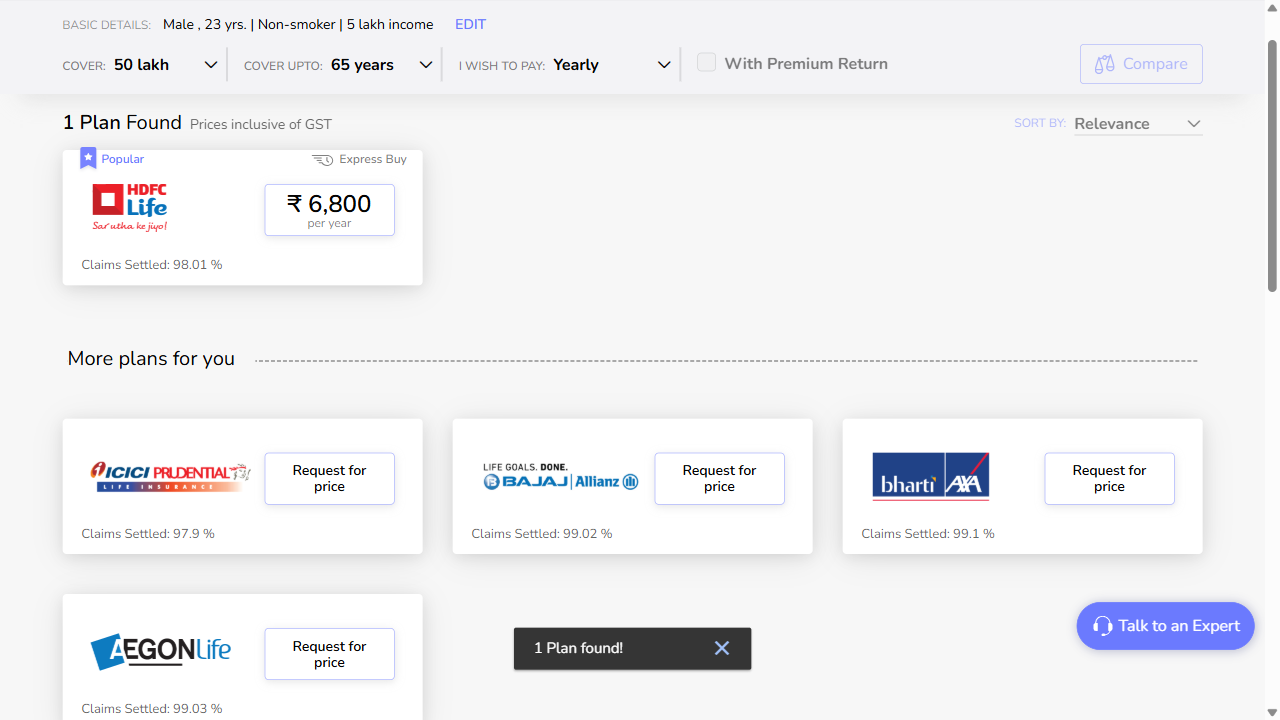 BASIC DETAILS: Male , 23 yrs. | Non-smoker | 5 lakh income EDIT
COVER: 50 lakh COVER UPTO: 65 years I WISH TO PAY: Yearly With Premium Return Compare
1 Plan Found Prices inclusive of GST SORT BY: Relevance
Popular Express Buy
HDFC
Life
Sar utha ke jiyo!
₹ 6,800
per year
Claims Settled: 98.01 %
More plans for you
ICICI PRUDENTIAL
LIFE INSURANCE
Request for
price
Claims Settled: 97.9 %
LIFE GOALS. DONE.
BAJAJ | Allianz
Request for
price
Claims Settled: 99.02 %
bharti AXA
Request for
price
Claims Settled: 99.1 %
AEGONLife
Request for
price
Claims Settled: 99.03 %
1 Plan found!
Talk to an Expert